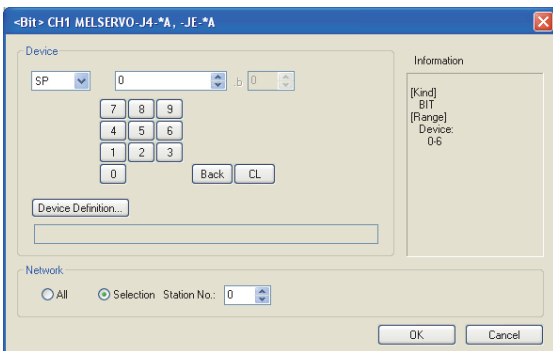 <Bit> CH1 MELSERVO-J4-*A, -JE-*A
Device
SP 0 b 0
7 8 9
4 5 6
1 2 3
0 Back CL
Device Definition...
Information
[Kind]
BIT
[Range]
Device:
0-6
Network
All Selection Station No.: 0
OK Cancel